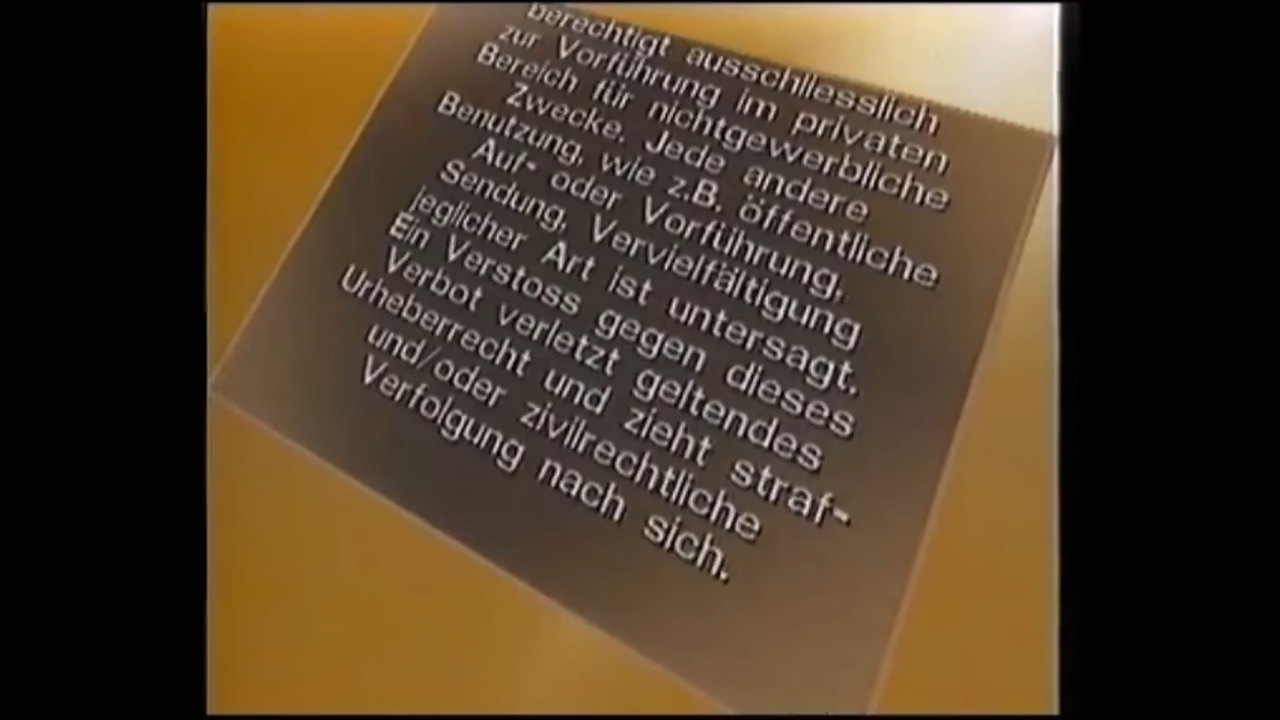 berechtigt ausschliesslich
zur Vorführung im privaten
Bereich für nichtgewerbliche
Zwecke. Jede andere
Benutzung, wie z.B. öffentliche
Auf- oder Vorführung,
Sendung, Vervielfältigung
jeglicher Art ist untersagt.
Ein Verstoss gegen dieses
Verbot verletzt geltendes
Urheberrecht und zieht straf-
und/oder zivilrechtliche
Verfolgung nach sich.